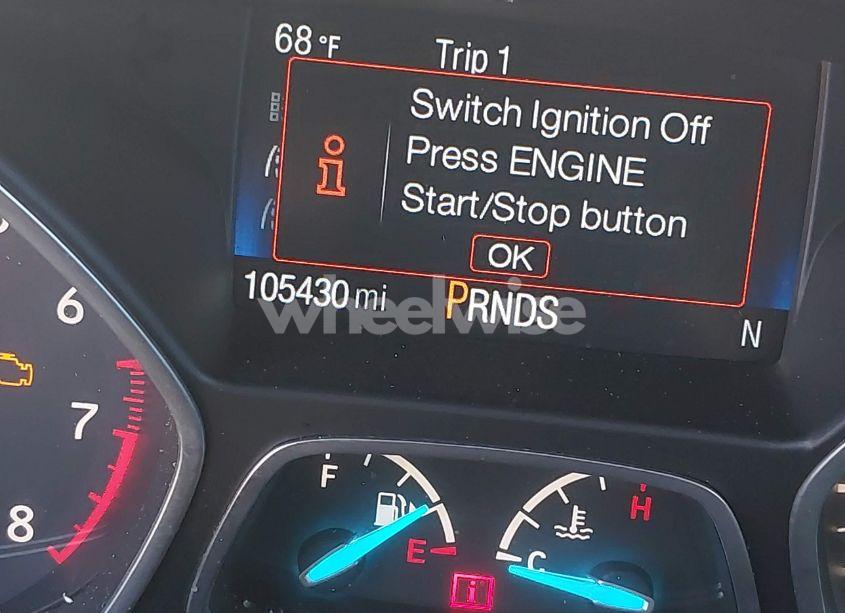 68 °F
Trip 1
Switch Ignition Off
Press ENGINE
Start/Stop button
OK
105430 mi
PRNDS
N
wheelwise
6
7
8
F
E
H
C